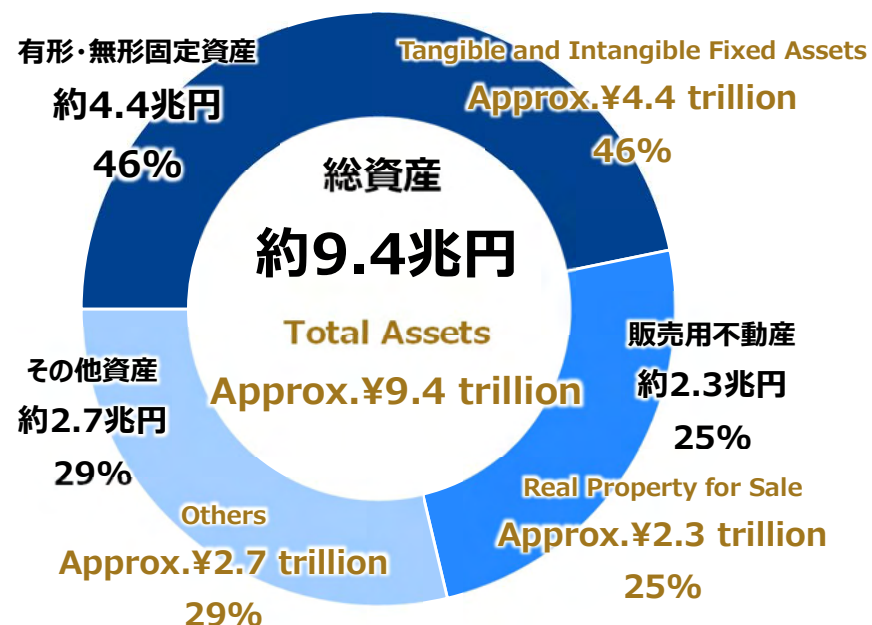 有形・無形固定資産
約4.4兆円
46%
Tangible and Intangible Fixed Assets
Approx.¥4.4 trillion
46%
総資産
約9.4兆円
Total Assets
Approx.¥9.4 trillion
販売用不動産
約2.3兆円
25%
Real Property for Sale
Approx.¥2.3 trillion
25%
その他資産
約2.7兆円
29%
Others
Approx.¥2.7 trillion
29%